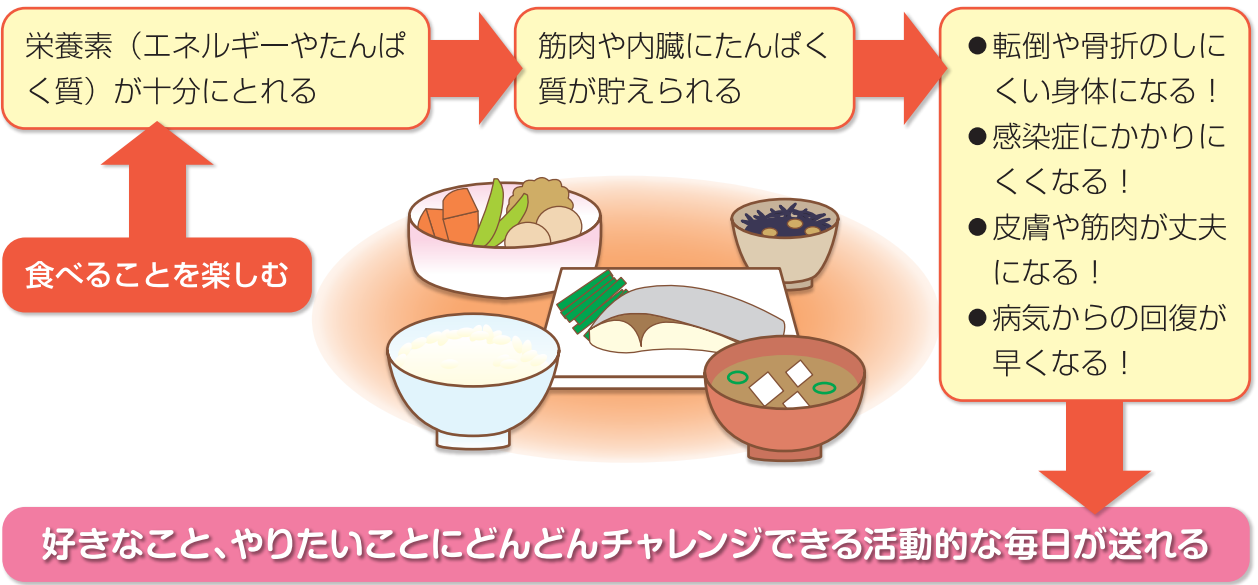 食べることを楽しむ
栄養素（エネルギーやたんぱ
く質）が十分にとれる
筋肉や内臓にたんぱく
質が貯えられる
●転倒や骨折のしに
くい身体になる！
●感染症にかかりに
くくなる！
●皮膚や筋肉が丈夫
になる！
●病気からの回復が
早くなる！
好きなこと、やりたいことにどんどんチャレンジできる活動的な毎日が送れる